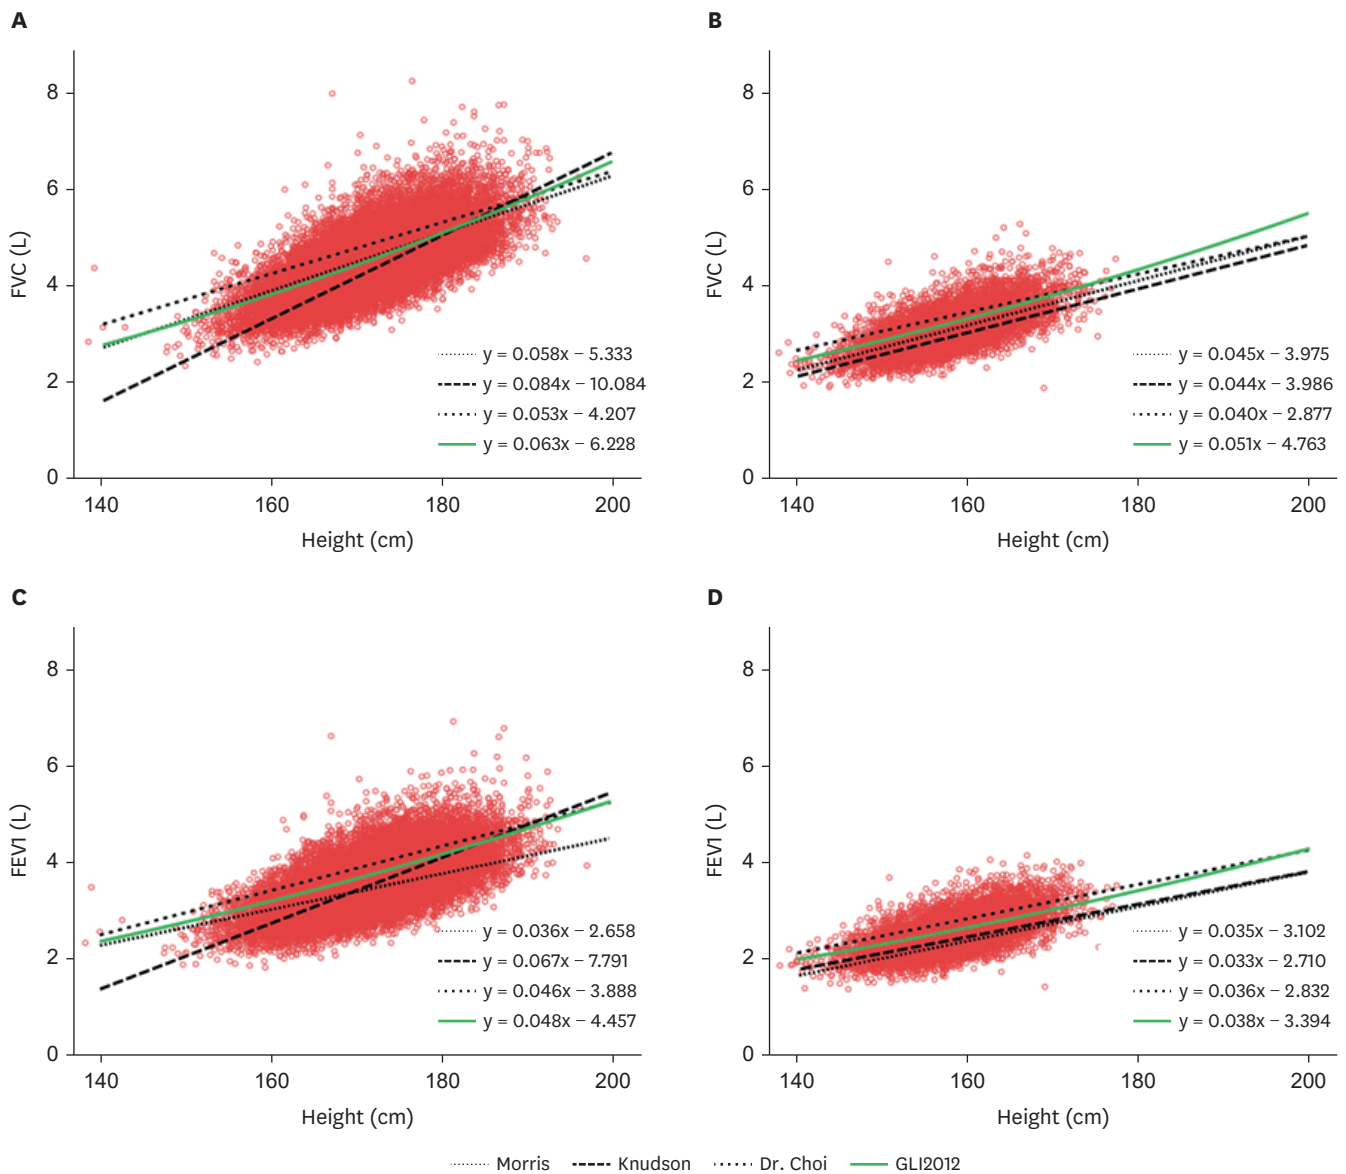 A
8
6
4
2
0
FVC (L)
y = 0.058x − 5.333
y = 0.084x − 10.084
y = 0.053x − 4.207
y = 0.063x − 6.228
140 160 180 200
Height (cm)
B
8
6
4
2
0
FVC (L)
y = 0.045x − 3.975
y = 0.044x − 3.986
y = 0.040x − 2.877
y = 0.051x − 4.763
140 160 180 200
Height (cm)
C
8
6
4
2
0
FEV1 (L)
y = 0.036x − 2.658
y = 0.067x − 7.791
y = 0.046x − 3.888
y = 0.048x − 4.457
140 160 180 200
Height (cm)
D
8
6
4
2
0
FEV1 (L)
y = 0.035x − 3.102
y = 0.033x − 2.710
y = 0.036x − 2.832
y = 0.038x − 3.394
140 160 180 200
Height (cm)
Morris Knudson Dr. Choi GLI2012